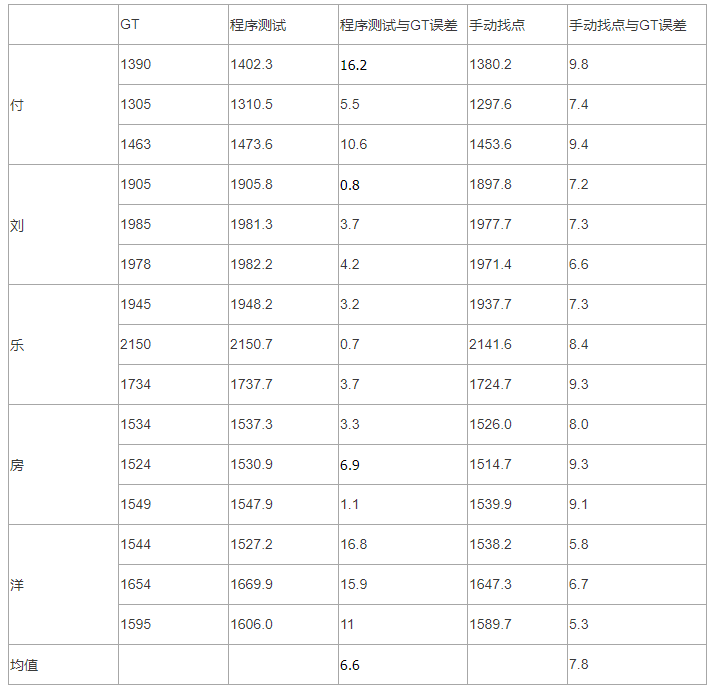 GT 程序测试 程序测试与GT误差 手动找点 手动找点与GT误差
付 1390 1402.3 16.2 1380.2 9.8
1305 1310.5 5.5 1297.6 7.4
1463 1473.6 10.6 1453.6 9.4
刘 1905 1905.8 0.8 1897.8 7.2
1985 1981.3 3.7 1977.7 7.3
1978 1982.2 4.2 1971.4 6.6
乐 1945 1948.2 3.2 1937.7 7.3
2150 2150.7 0.7 2141.6 8.4
1734 1737.7 3.7 1724.7 9.3
房 1534 1537.3 3.3 1526.0 8.0
1524 1530.9 6.9 1514.7 9.3
1549 1547.9 1.1 1539.9 9.1
洋 1544 1527.2 16.8 1538.2 5.8
1654 1669.9 15.9 1647.3 6.7
1595 1606.0 11 1589.7 5.3
均值 6.6 7.8